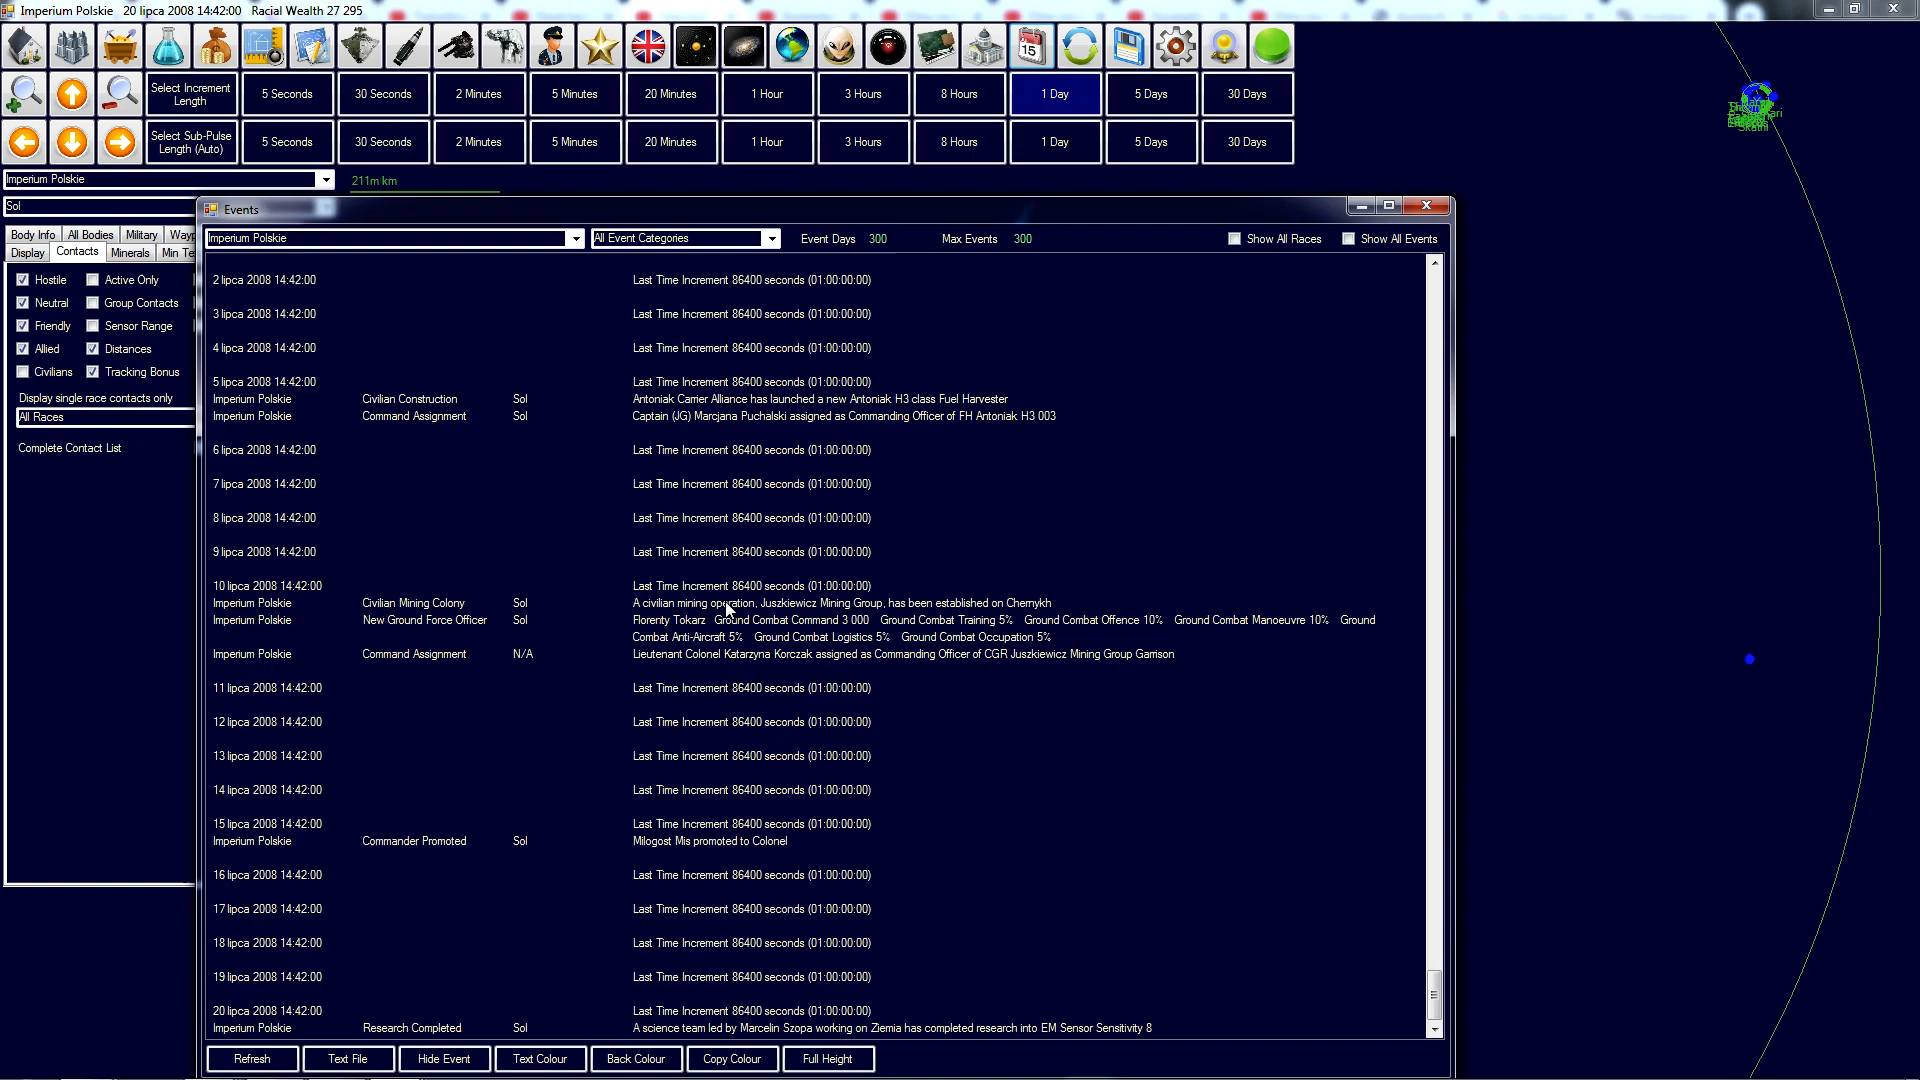 Imperium Polskie   20 lipca 2008 14:42:00   Racial Wealth 27 295
15
Select Increment Length  5 Seconds  30 Seconds  2 Minutes  5 Minutes  20 Minutes  1 Hour  3 Hours  8 Hours  1 Day  5 Days  30 Days
Select Sub-Pulse Length (Auto)  5 Seconds  30 Seconds  2 Minutes  5 Minutes  20 Minutes  1 Hour  3 Hours  8 Hours  1 Day  5 Days  30 Days
Imperium Polskie  211m km
Sol
Body Info  All Bodies  Military
Display  Contacts  Minerals
Hostile  Active Only
Neutral  Group Contacts
Friendly  Sensor Range
Allied  Distances
Civilians  Tracking Bonus
Display single race contacts only
All Races
Complete Contact List
Skathi
Events
Imperium Polskie  All Event Categories  Event Days  300  Max Events  300  Show All Races  Show All Events
2 lipca 2008 14:42:00  Last Time Increment 86400 seconds (01:00:00:00)
3 lipca 2008 14:42:00  Last Time Increment 86400 seconds (01:00:00:00)
4 lipca 2008 14:42:00  Last Time Increment 86400 seconds (01:00:00:00)
5 lipca 2008 14:42:00  Last Time Increment 86400 seconds (01:00:00:00)
Imperium Polskie  Civilian Construction  Sol  Antoniak Carrier Alliance has launched a new Antoniak H3 class Fuel Harvester
Imperium Polskie  Command Assignment  Sol  Captain (JG) Marcjana Puchalski assigned as Commanding Officer of FH Antoniak H3 003
6 lipca 2008 14:42:00  Last Time Increment 86400 seconds (01:00:00:00)
7 lipca 2008 14:42:00  Last Time Increment 86400 seconds (01:00:00:00)
8 lipca 2008 14:42:00  Last Time Increment 86400 seconds (01:00:00:00)
9 lipca 2008 14:42:00  Last Time Increment 86400 seconds (01:00:00:00)
10 lipca 2008 14:42:00  Last Time Increment 86400 seconds (01:00:00:00)
Imperium Polskie  Civilian Mining Colony  Sol  A civilian mining operation, Juszkiewicz Mining Group, has been established on Chernykh
Imperium Polskie  New Ground Force Officer  Sol  Florenty Tokarz  Ground Combat Command 3 000  Ground Combat Training 5%  Ground Combat Offence 10%  Ground Combat Manoeuvre 10%  Ground
Combat Anti-Aircraft 5%  Ground Combat Logistics 5%  Ground Combat Occupation 5%
Imperium Polskie  Command Assignment  N/A  Lieutenant Colonel Katarzyna Korczak assigned as Commanding Officer of CGR Juszkiewicz Mining Group Garrison
11 lipca 2008 14:42:00  Last Time Increment 86400 seconds (01:00:00:00)
12 lipca 2008 14:42:00  Last Time Increment 86400 seconds (01:00:00:00)
13 lipca 2008 14:42:00  Last Time Increment 86400 seconds (01:00:00:00)
14 lipca 2008 14:42:00  Last Time Increment 86400 seconds (01:00:00:00)
15 lipca 2008 14:42:00  Last Time Increment 86400 seconds (01:00:00:00)
Imperium Polskie  Commander Promoted  Sol  Milogost Mis promoted to Colonel
16 lipca 2008 14:42:00  Last Time Increment 86400 seconds (01:00:00:00)
17 lipca 2008 14:42:00  Last Time Increment 86400 seconds (01:00:00:00)
18 lipca 2008 14:42:00  Last Time Increment 86400 seconds (01:00:00:00)
19 lipca 2008 14:42:00  Last Time Increment 86400 seconds (01:00:00:00)
20 lipca 2008 14:42:00  Last Time Increment 86400 seconds (01:00:00:00)
Imperium Polskie  Research Completed  Sol  A science team led by Marcelin Szopa working on Ziemia has completed research into EM Sensor Sensitivity 8
Refresh  Text File  Hide Event  Text Colour  Back Colour  Copy Colour  Full Height